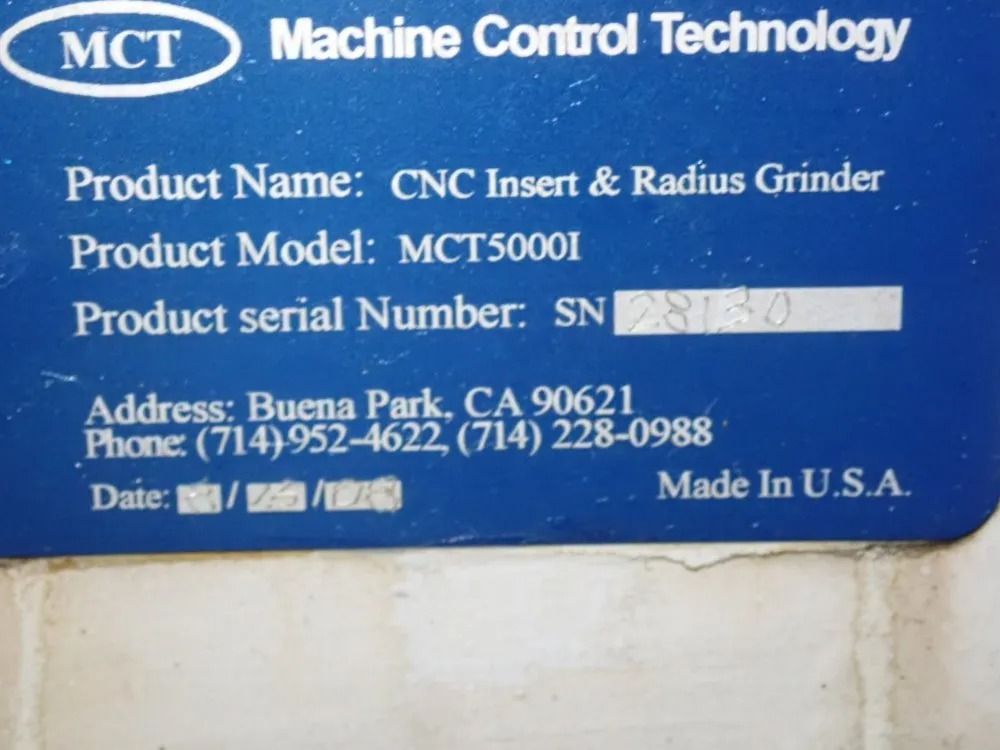 MCT Machine Control Technology
Product Name: CNC Insert & Radius Grinder
Product Model: MCT5000I
Product serial Number: SN 28130
Address: Buena Park, CA 90621
Phone: (714)-952-4622, (714) 228-0988
Date: / /
Made In U.S.A.